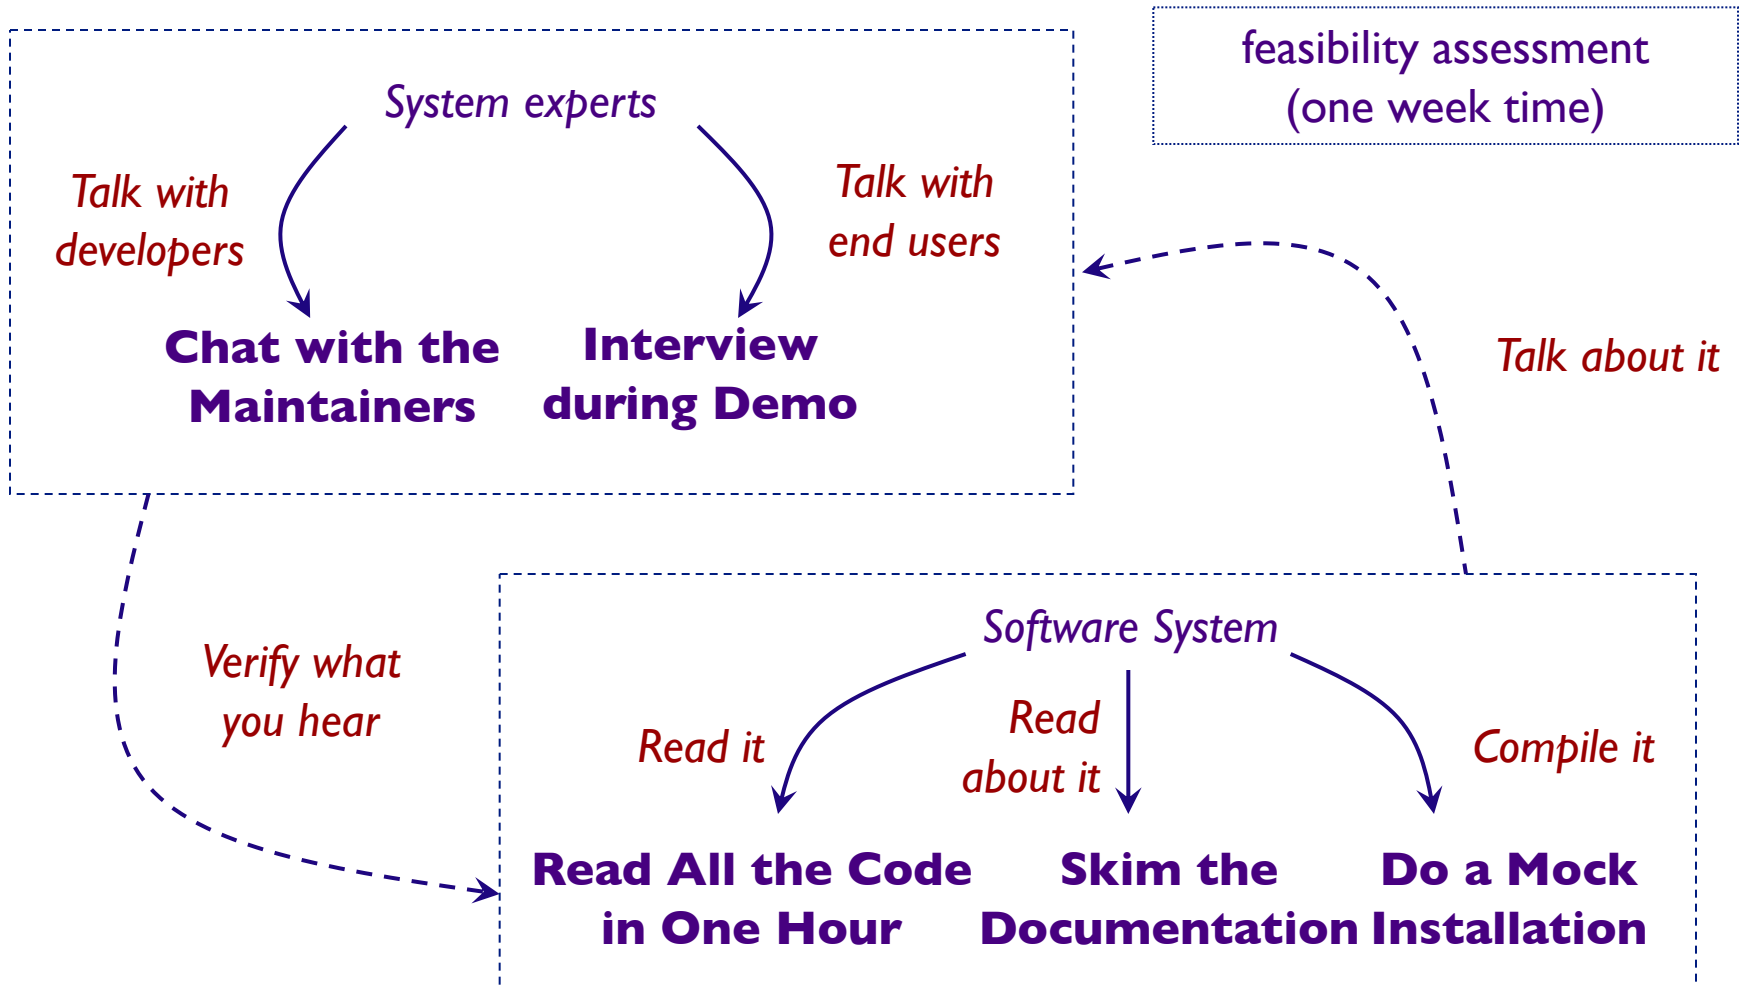 feasibility assessment
(one week time)
System experts
Talk with
developers
Talk with
end users
Chat with the
Maintainers
Interview
during Demo
Talk about it
Verify what
you hear
Software System
Read it
Read
about it
Compile it
Read All the Code
in One Hour
Skim the
Documentation
Do a Mock
Installation